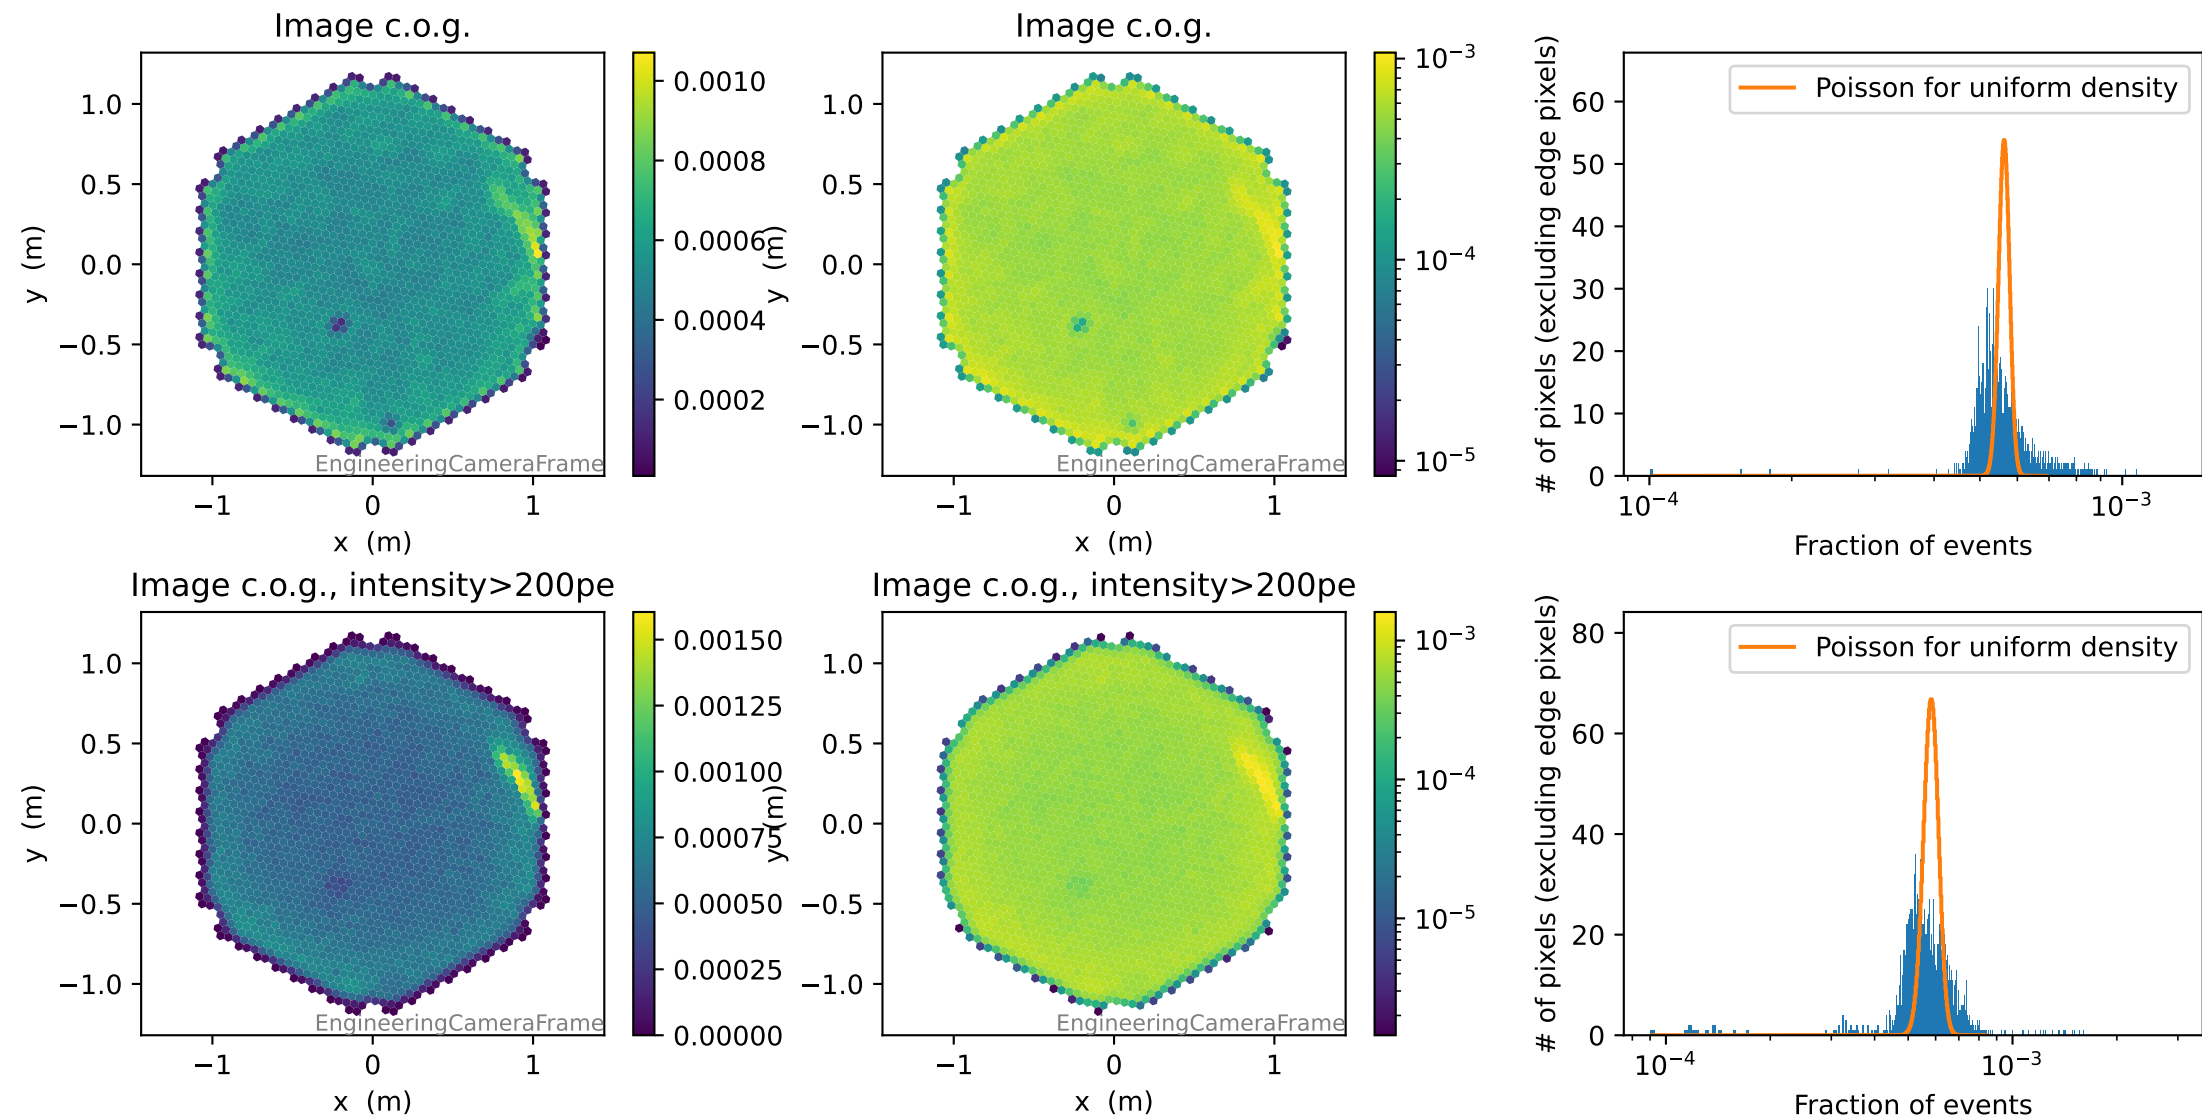 Image c.o.g.
y (m)
1.0
0.5
0.0
−0.5
−1.0
EngineeringCameraFrame
−1 0 1
x (m)
0.0010
0.0008
0.0006
0.0004
0.0002
Image c.o.g.
y (m)
1.0
0.5
0.0
−0.5
−1.0
EngineeringCameraFrame
−1 0 1
x (m)
10−3
10−4
10−5
# of pixels (excluding edge pixels)
60
50
40
30
20
10
0
Poisson for uniform density
10−4 10−3
Fraction of events
Image c.o.g., intensity>200pe
y (m)
1.0
0.5
0.0
−0.5
−1.0
EngineeringCameraFrame
−1 0 1
x (m)
0.00150
0.00125
0.00100
0.00075
0.00050
0.00025
0.00000
Image c.o.g., intensity>200pe
y (m)
1.0
0.5
0.0
−0.5
−1.0
EngineeringCameraFrame
−1 0 1
x (m)
10−3
10−4
10−5
# of pixels (excluding edge pixels)
80
60
40
20
0
Poisson for uniform density
10−4 10−3
Fraction of events